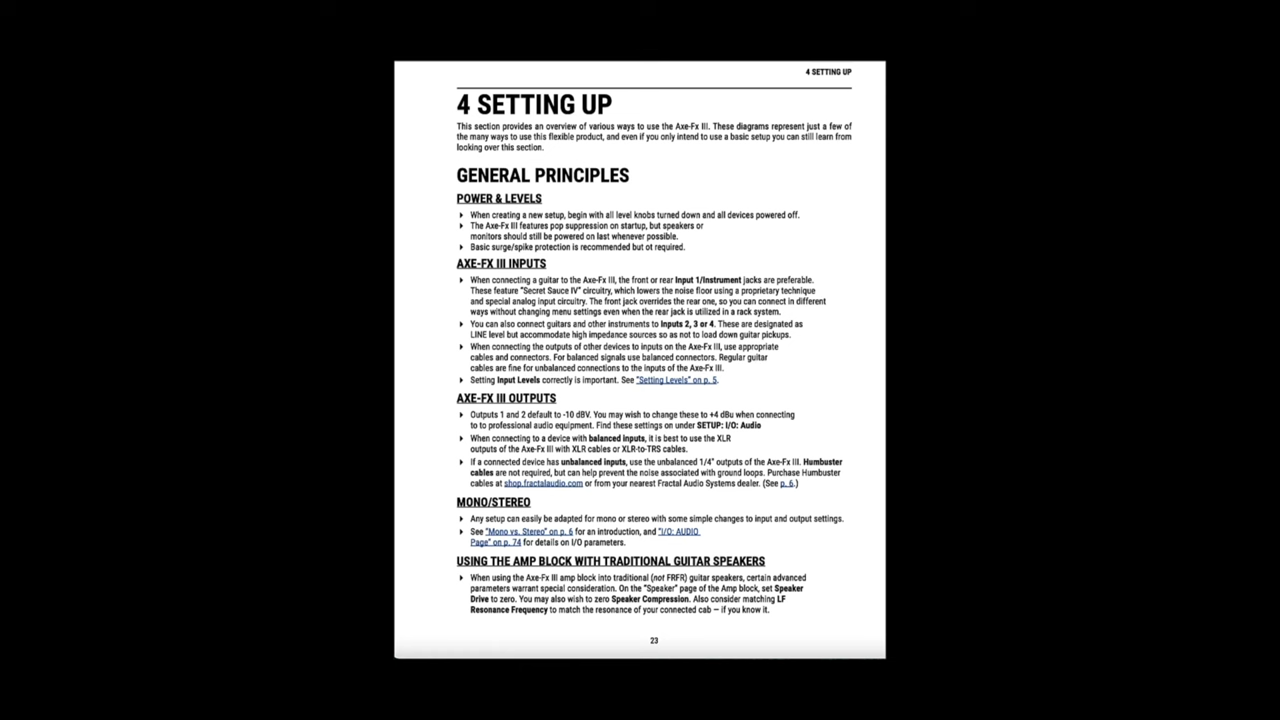 4 SETTING UP
4 SETTING UP
This section provides an overview of various ways to use the Axe-Fx III. These diagrams represent just a few of
the many ways to use this flexible product, and even if you only intend to use a basic setup you can still learn from
looking over this section.
GENERAL PRINCIPLES
POWER & LEVELS
When creating a new setup, begin with all level knobs turned down and all devices powered off.
The Axe-Fx III features pop suppression on startup, but speakers or
monitors should still be powered on last whenever possible.
Basic surge/spike protection is recommended but ot required.
AXE-FX III INPUTS
When connecting a guitar to the Axe-Fx III, the front or rear Input 1/Instrument jacks are preferable.
These feature "Secret Sauce IV" circuitry, which lowers the noise floor using a proprietary technique
and special analog input circuitry. The front jack overrides the rear one, so you can connect in different
ways without changing menu settings even when the rear jack is utilized in a rack system.
You can also connect guitars and other instruments to Inputs 2, 3 or 4. These are designated as
LINE level but accommodate high impedance sources so as not to load down guitar pickups.
When connecting the outputs of other devices to inputs on the Axe-Fx III, use appropriate
cables and connectors. For balanced signals use balanced connectors. Regular guitar
cables are fine for unbalanced connections to the inputs of the Axe-Fx III.
Setting Input Levels correctly is important. See "Setting Levels" on p. 5.
AXE-FX III OUTPUTS
Outputs 1 and 2 default to -10 dBV. You may wish to change these to +4 dBu when connecting
to to professional audio equipment. Find these settings on under SETUP: I/O: Audio
When connecting to a device with balanced inputs, it is best to use the XLR
outputs of the Axe-Fx III with XLR cables or XLR-to-TRS cables.
If a connected device has unbalanced inputs, use the unbalanced 1/4" outputs of the Axe-Fx III. Humbuster
cables are not required, but can help prevent the noise associated with ground loops. Purchase Humbuster
cables at shop.fractalaudio.com or from your nearest Fractal Audio Systems dealer. (See p. 6.)
MONO/STEREO
Any setup can easily be adapted for mono or stereo with some simple changes to input and output settings.
See "Mono vs. Stereo" on p. 6 for an introduction, and "I/O: AUDIO
Page" on p. 74 for details on I/O parameters.
USING THE AMP BLOCK WITH TRADITIONAL GUITAR SPEAKERS
When using the Axe-Fx III amp block into traditional (not FRFR) guitar speakers, certain advanced
parameters warrant special consideration. On the "Speaker" page of the Amp block, set Speaker
Drive to zero. You may also wish to zero Speaker Compression. Also consider matching LF
Resonance Frequency to match the resonance of your connected cab — if you know it.
23